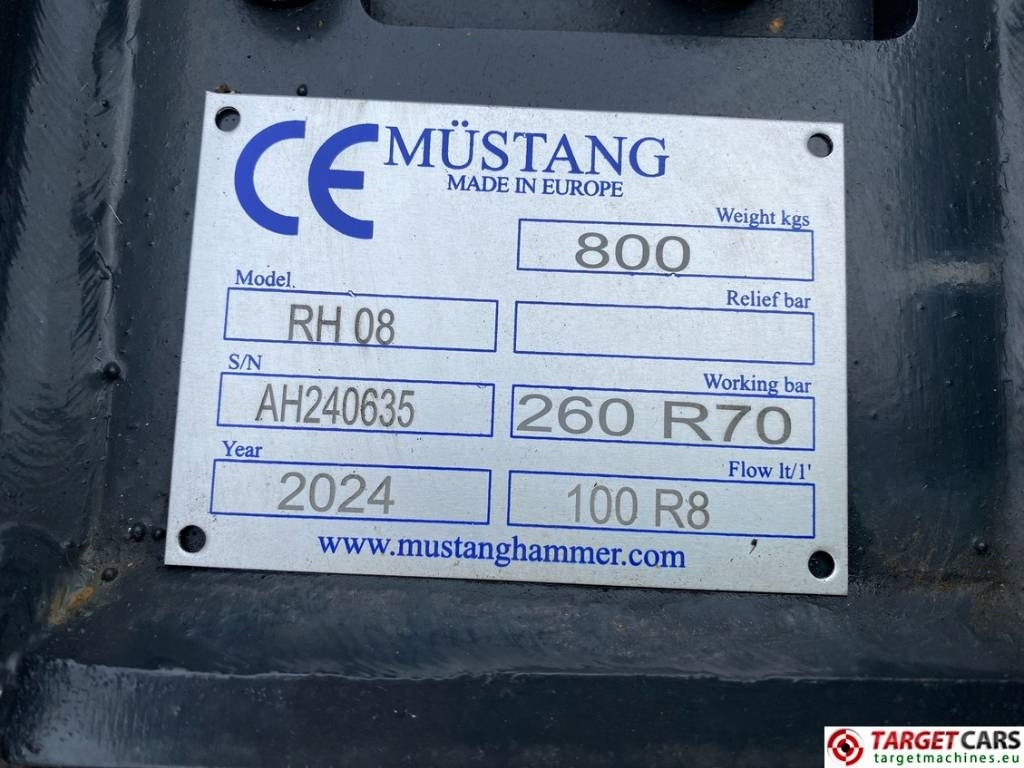 CE MÜSTANG
MADE IN EUROPE
Weight kgs
800
Model.
RH 08
Relief bar
S/N
AH240635
Working bar
260 R70
Year
2024
Flow lt/1'
100 R8
www.mustanghammer.com
TARGETCARS
targetmachines.eu